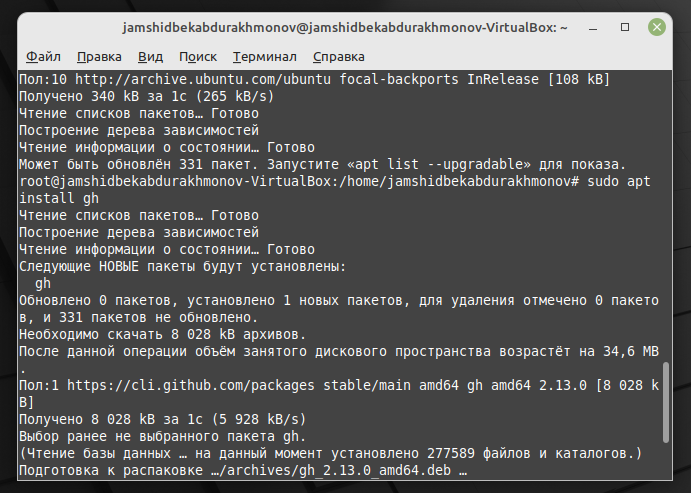 jamshidbekabdurakhmonov@jamshidbekabdurakhmonov-VirtualBox: ~
Файл Правка Вид Поиск Терминал Справка
Пол:10 http://archive.ubuntu.com/ubuntu focal-backports InRelease [108 kB]
Получено 340 kB за 1с (265 kB/s)
Чтение списков пакетов… Готово
Построение дерева зависимостей
Чтение информации о состоянии… Готово
Может быть обновлён 331 пакет. Запустите «apt list --upgradable» для показа.
root@jamshidbekabdurakhmonov-VirtualBox:/home/jamshidbekabdurakhmonov# sudo apt
install gh
Чтение списков пакетов… Готово
Построение дерева зависимостей
Чтение информации о состоянии… Готово
Следующие НОВЫЕ пакеты будут установлены:
  gh
Обновлено 0 пакетов, установлено 1 новых пакетов, для удаления отмечено 0 пакето
в, и 331 пакетов не обновлено.
Необходимо скачать 8 028 kB архивов.
После данной операции объём занятого дискового пространства возрастёт на 34,6 MB
.
Пол:1 https://cli.github.com/packages stable/main amd64 gh amd64 2.13.0 [8 028 k
B]
Получено 8 028 kB за 1с (5 928 kB/s)
Выбор ранее не выбранного пакета gh.
(Чтение базы данных … на данный момент установлено 277589 файлов и каталогов.)
Подготовка к распаковке …/archives/gh_2.13.0_amd64.deb …